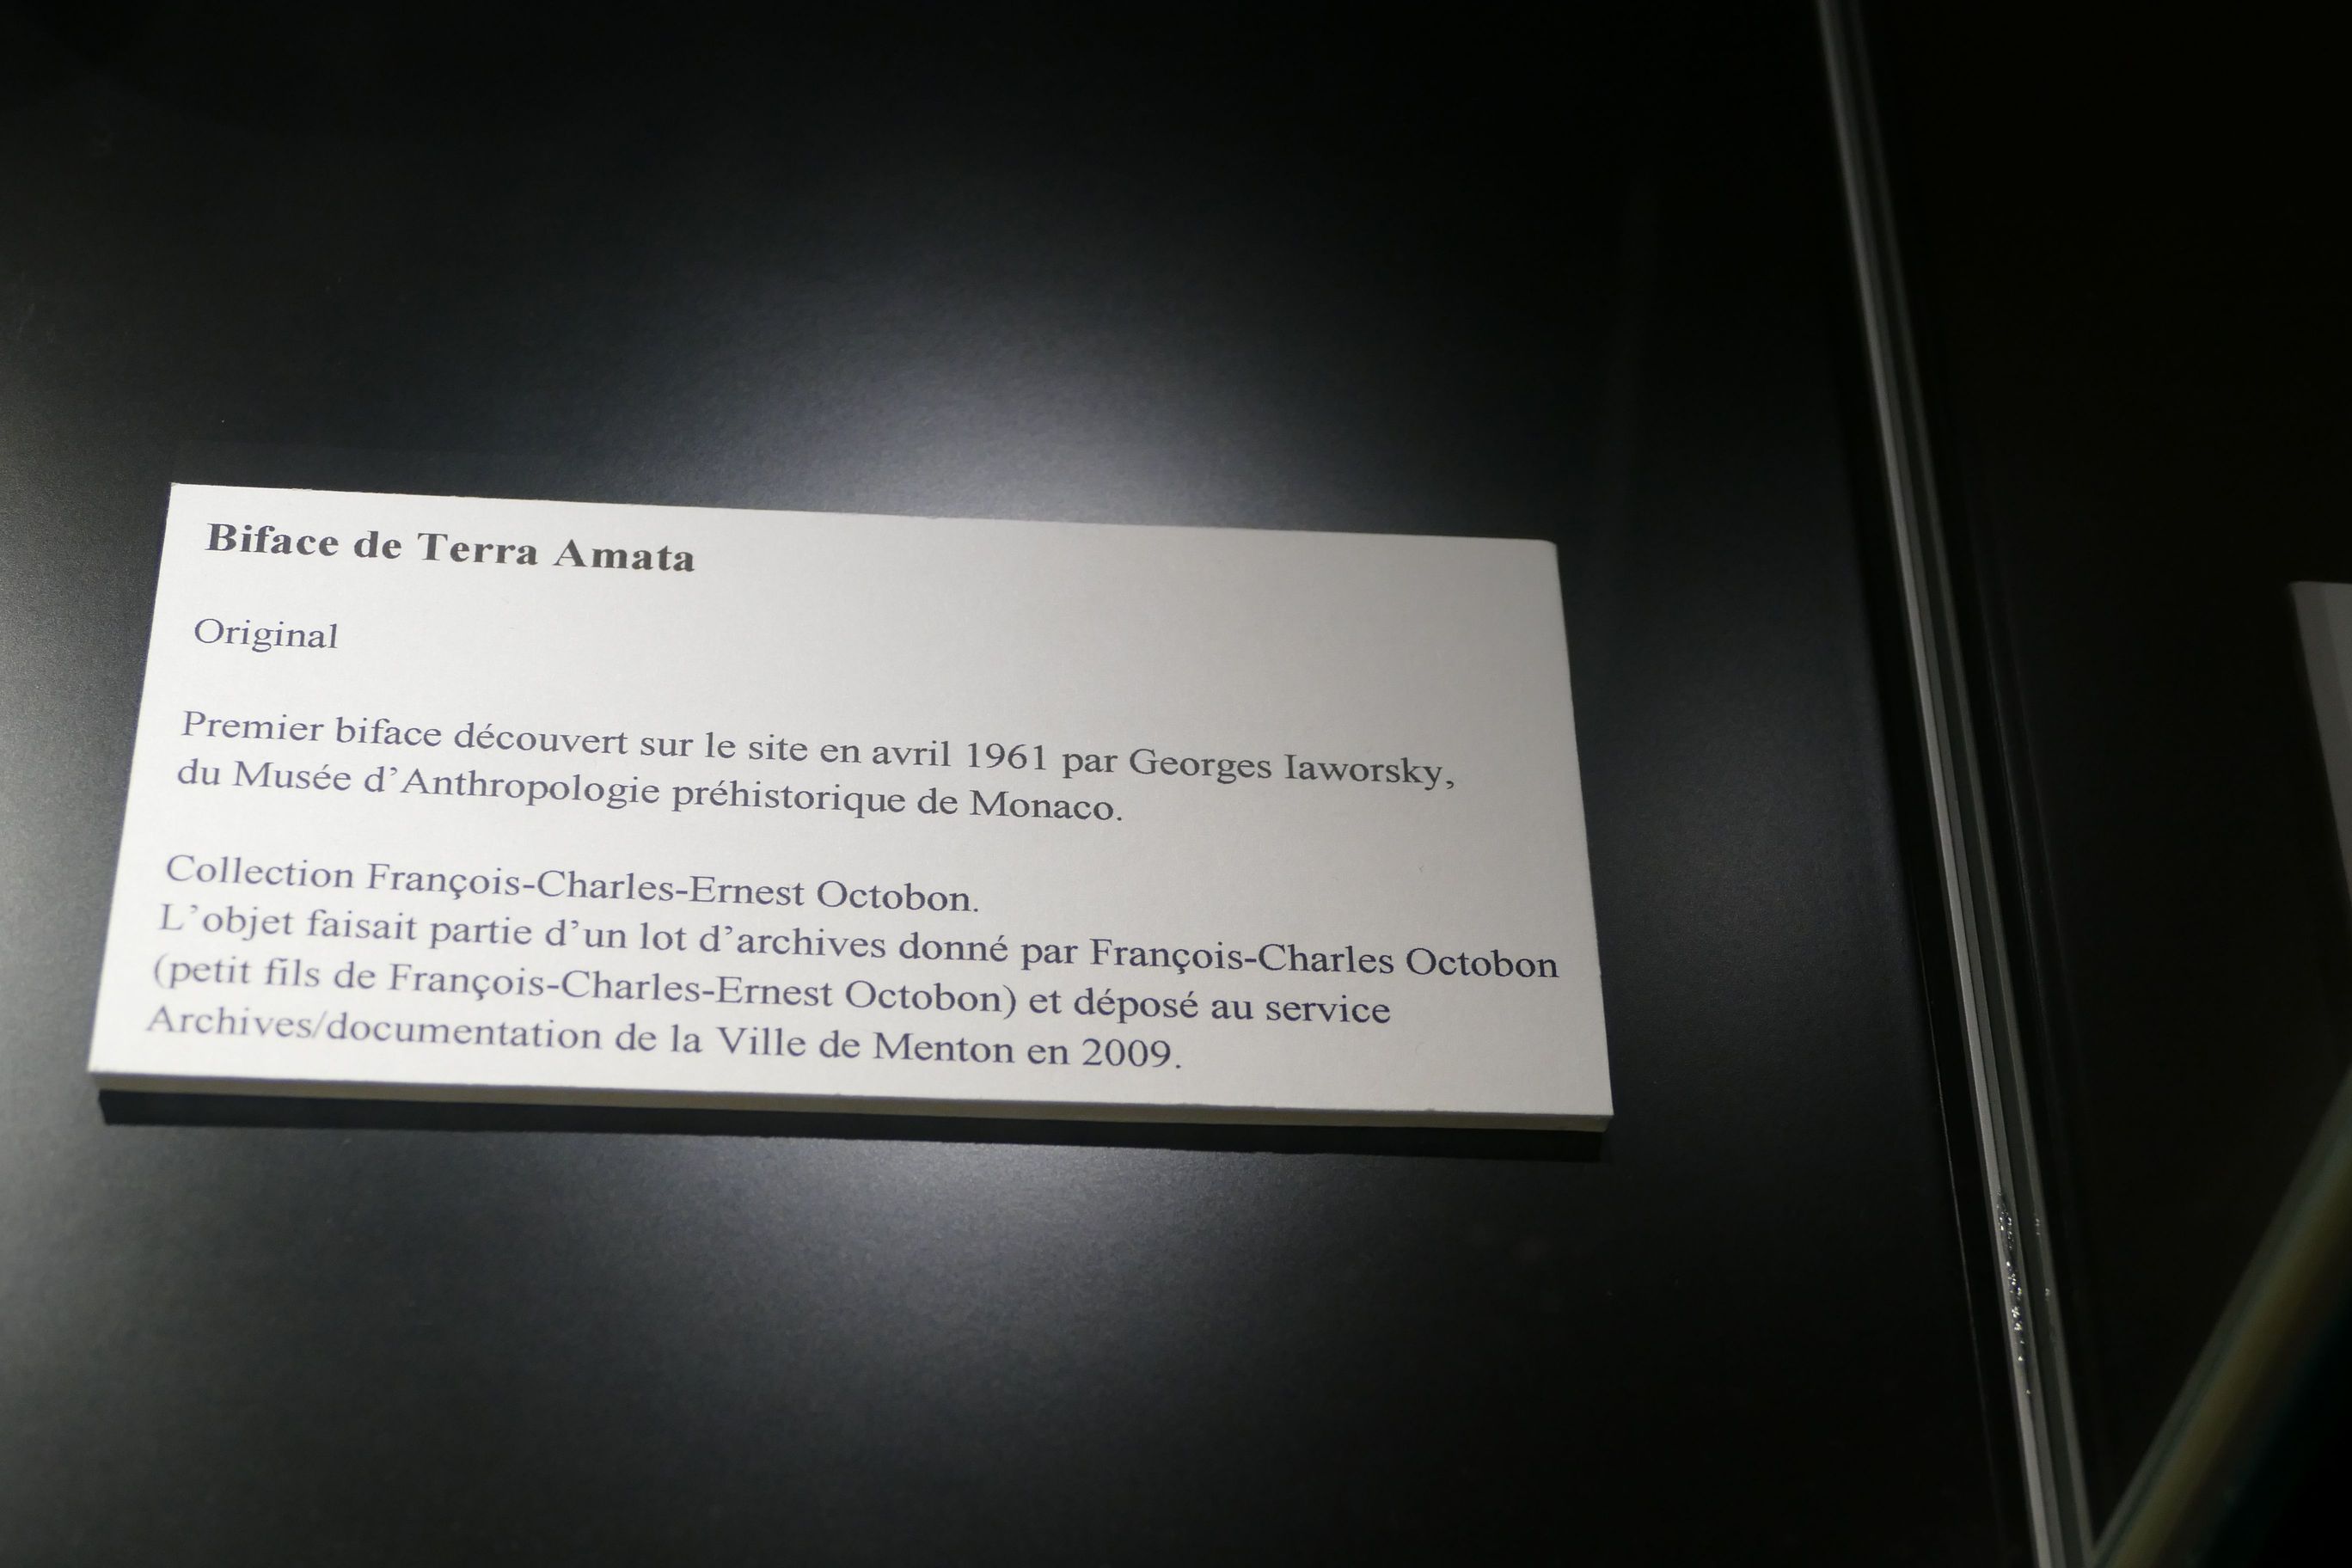 Biface de Terra Amata
Original
Premier biface découvert sur le site en avril 1961 par Georges Iaworsky,
du Musée d’Anthropologie préhistorique de Monaco.
Collection François-Charles-Ernest Octobon.
L’objet faisait partie d’un lot d’archives donné par François-Charles Octobon
(petit fils de François-Charles-Ernest Octobon) et déposé au service
Archives/documentation de la Ville de Menton en 2009.